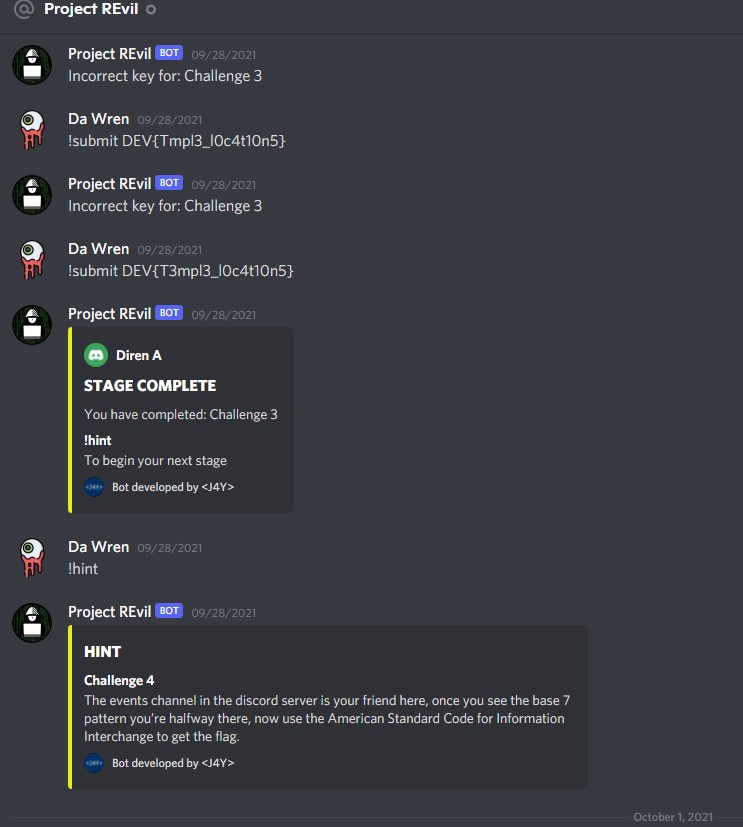 Project REvil
Project REvil BOT 09/28/2021
Incorrect key for: Challenge 3
Da Wren 09/28/2021
!submit DEV{Tmpl3_l0c4t10n5}
Project REvil BOT 09/28/2021
Incorrect key for: Challenge 3
Da Wren 09/28/2021
!submit DEV{T3mpl3_l0c4t10n5}
Project REvil BOT 09/28/2021
Diren A
STAGE COMPLETE
You have completed: Challenge 3
!hint
To begin your next stage
<J4Y> Bot developed by <J4Y>
Da Wren 09/28/2021
!hint
Project REvil BOT 09/28/2021
HINT
Challenge 4
The events channel in the discord server is your friend here, once you see the base 7
pattern you're halfway there, now use the American Standard Code for Information
Interchange to get the flag.
<J4Y> Bot developed by <J4Y>
October 1, 2021